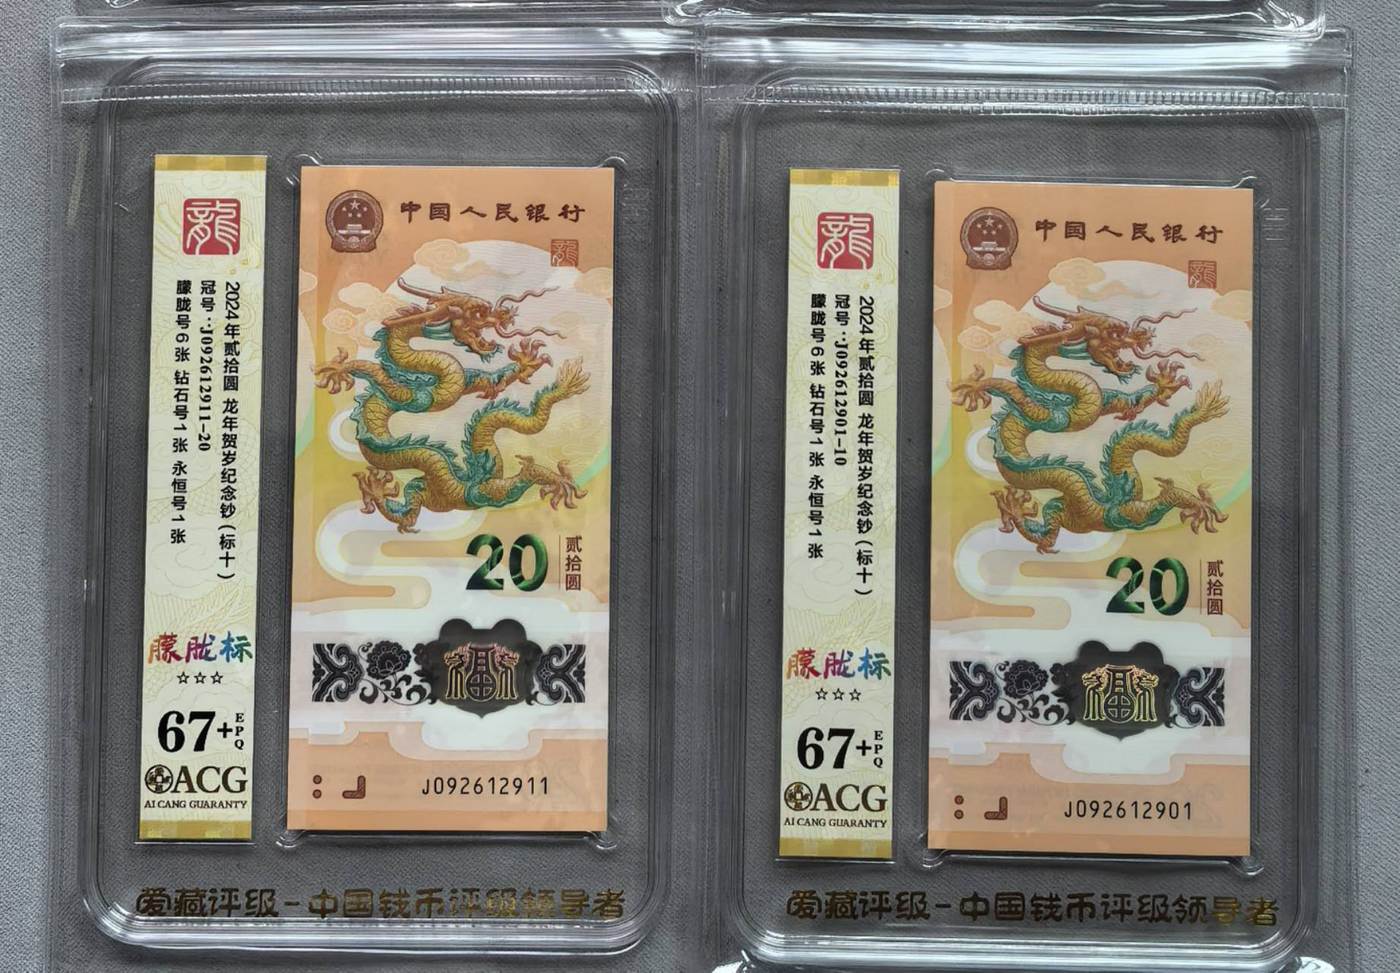 龍
2024年贰拾圆 龙年贺岁纪念钞(标十)
冠号:J092612911-20
朦胧号6张 钻石号1张 永恒号1张
朦胧标
☆☆☆
67+EPQ
ACG
AI CANG GUARANTY
中国人民银行
龍
20
贰拾圆
福
J092612911
爱藏评级-中国钱币评级领导者
龍
2024年贰拾圆 龙年贺岁纪念钞(标十)
冠号:J092612901-10
朦胧号6张 钻石号1张 永恒号1张
朦胧标
☆☆☆
67+EPQ
ACG
AI CANG GUARANTY
中国人民银行
龍
20
贰拾圆
福
J092612901
爱藏评级-中国钱币评级领导者